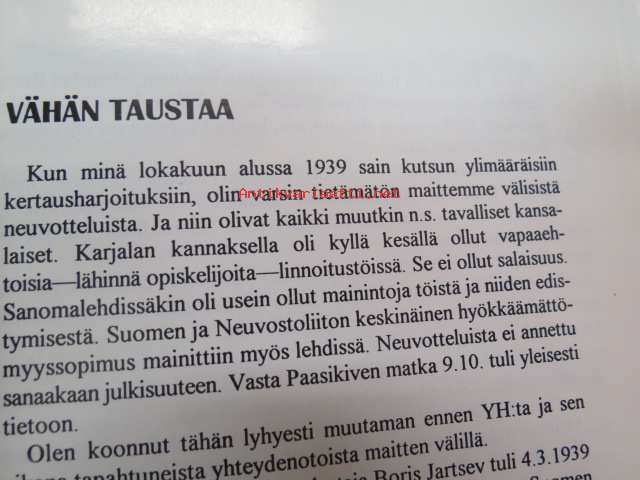 VÄHÄN TAUSTAA
Kun minä lokakuun alussa 1939 sain kutsun ylimääräisiin
kertausharjoituksiin, olin varsin tietämätön maittemme välisistä
neuvotteluista. Ja niin olivat kaikki muutkin n.s. tavalliset kansa-
laiset. Karjalan kannaksella oli kyllä kesällä ollut vapaaeh-
toisia—lähinnä opiskelijoita—linnoitustöissä. Se ei ollut salaisuus.
Sanomalehdissäkin oli usein ollut mainintoja töistä ja niiden edis-
tymisestä. Suomen ja Neuvostoliiton keskinäinen hyökkäämättö-
myyssopimus mainittiin myös lehdissä. Neuvotteluista ei annettu
sanaakaan julkisuuteen. Vasta Paasikiven matka 9.10. tuli yleisesti
tietoon.
Olen koonnut tähän lyhyesti muutaman ennen YH:ta ja sen
tapahtuneista yhteydenotoista maitten välillä.
Boris Jartsev tuli 4.3.1939
Suomen